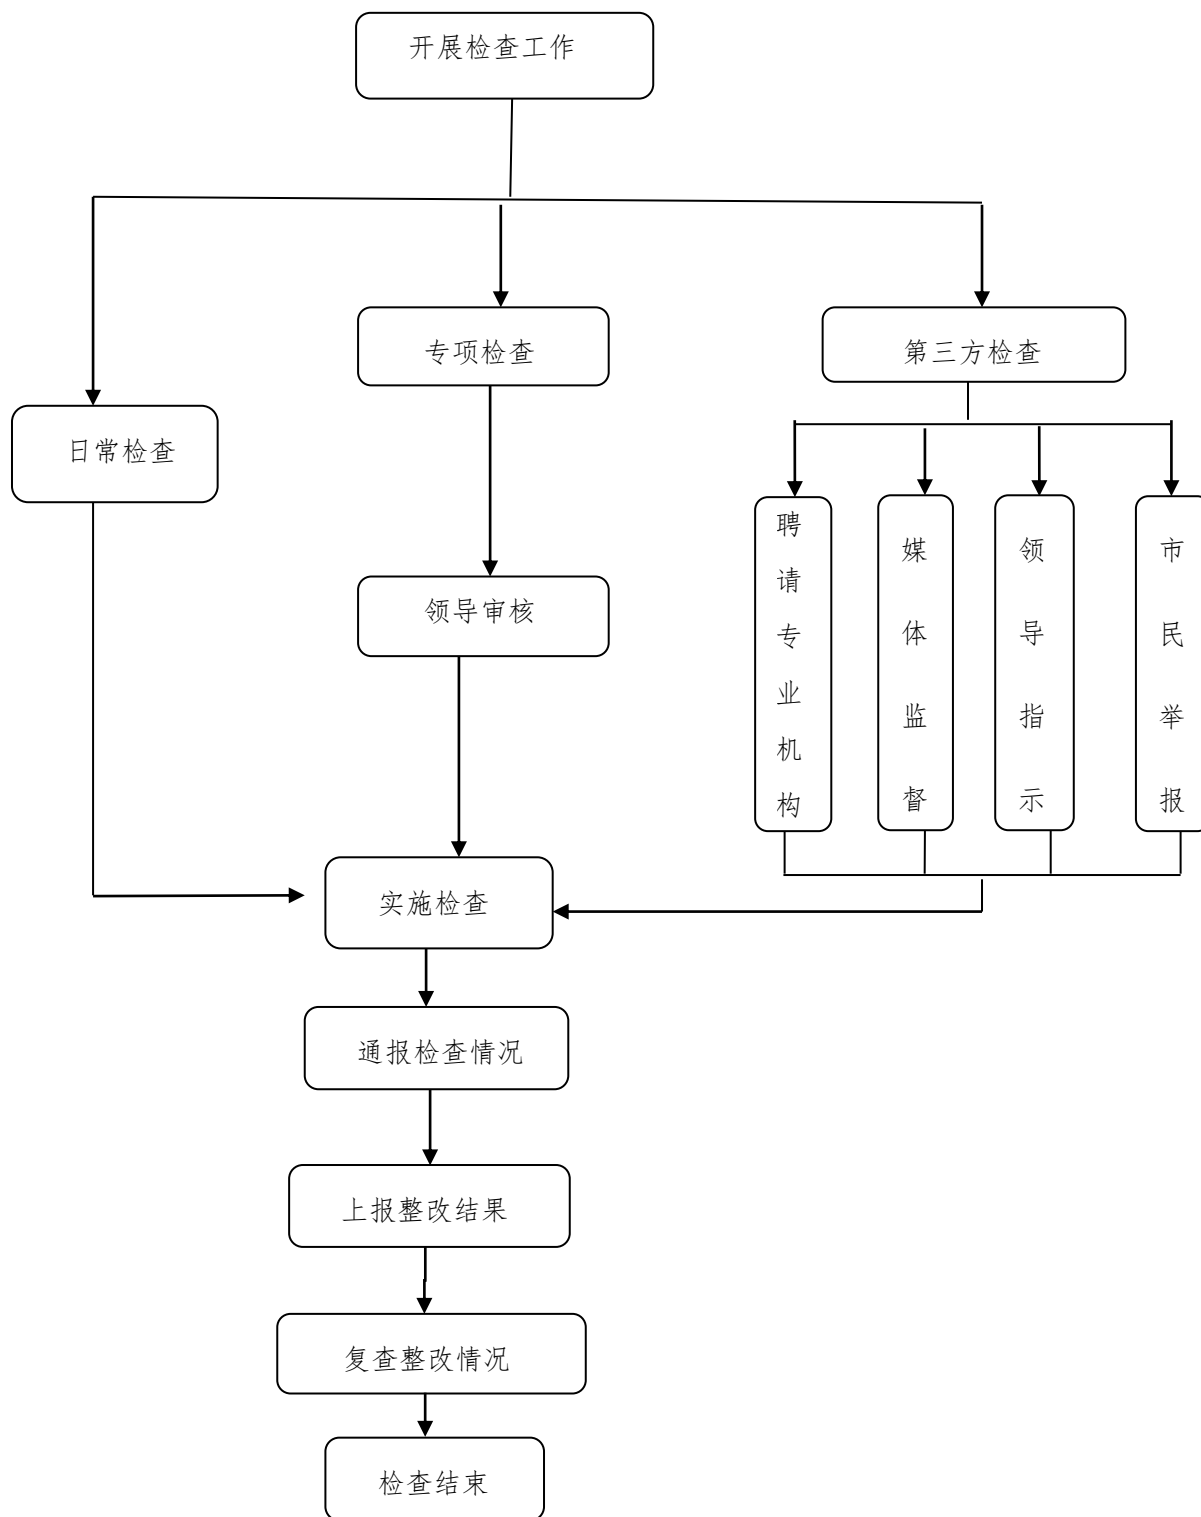 开展检查工作
专项检查
第三方检查
日常检查
聘请专业机构
媒体监督
领导指示
市民举报
领导审核
实施检查
通报检查情况
上报整改结果
复查整改情况
检查结束